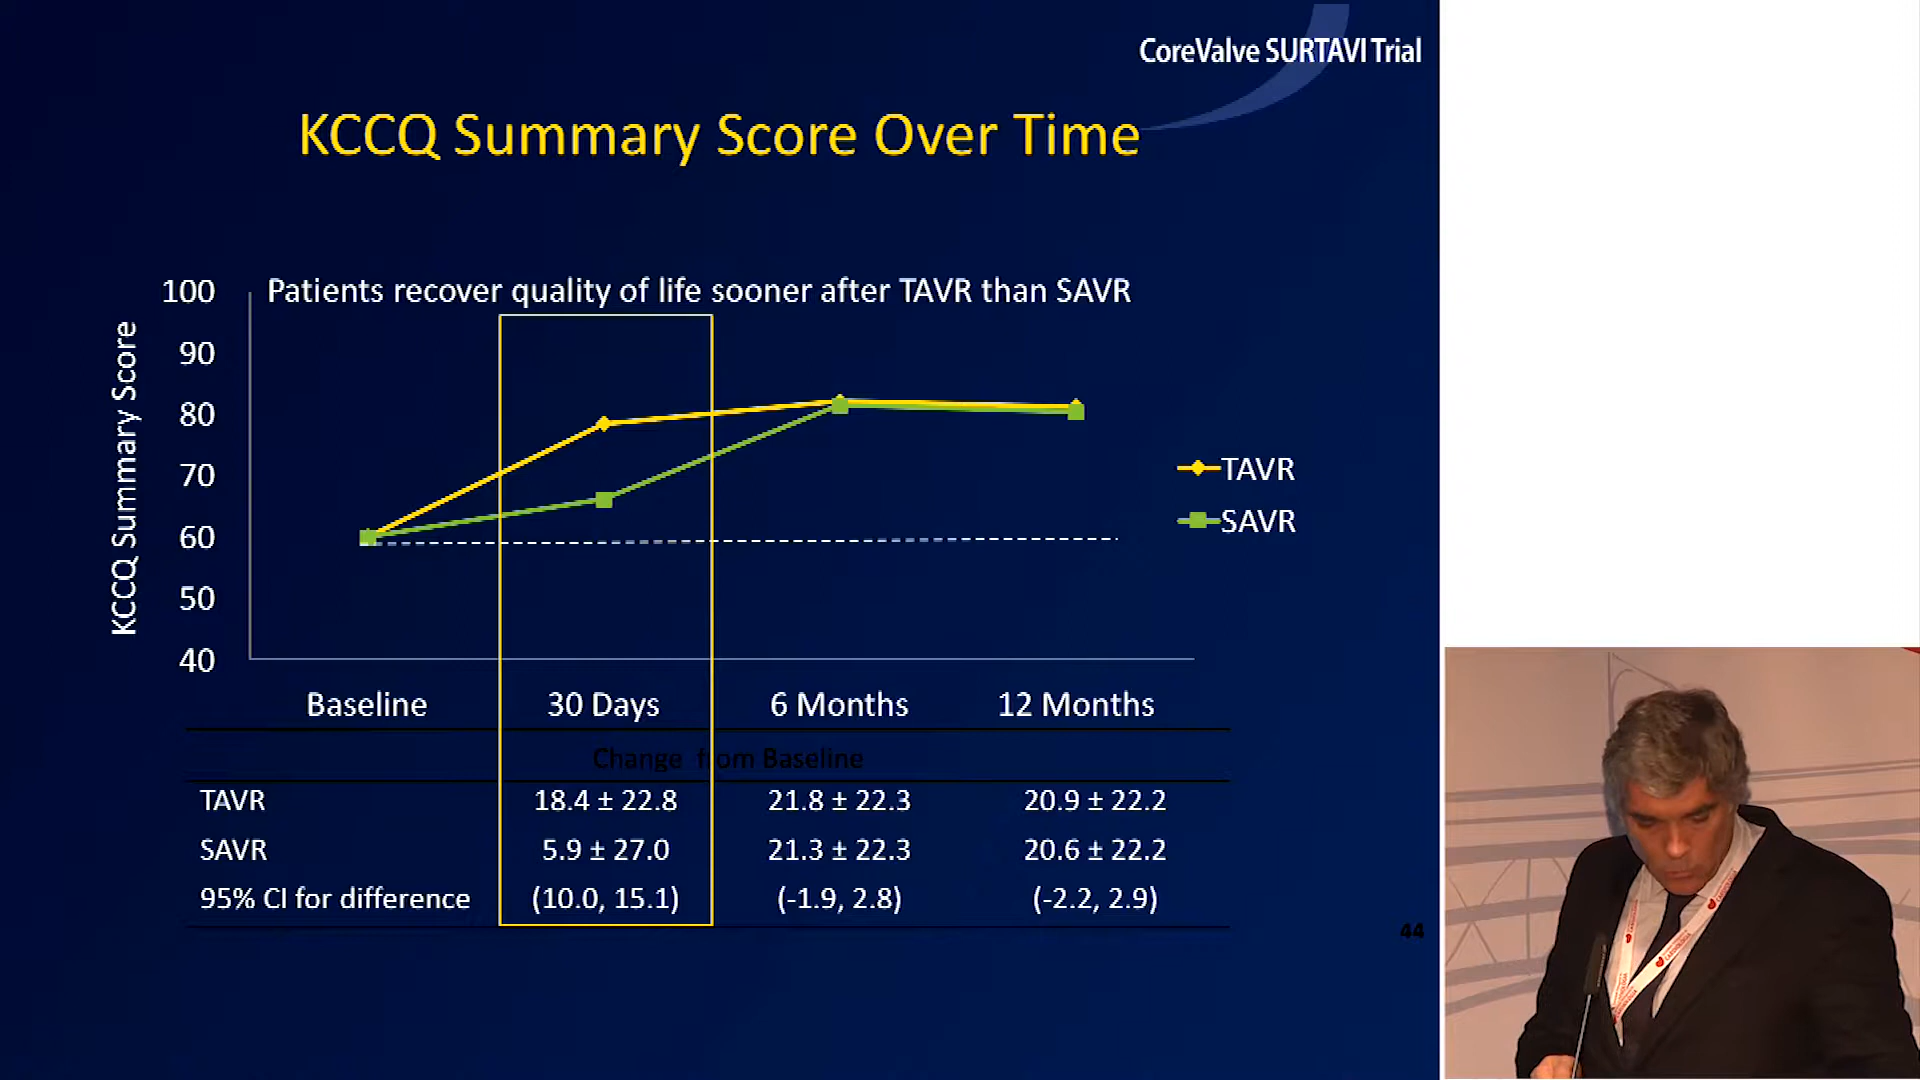 CoreValve SURTAVI Trial
KCCQ Summary Score Over Time
Patients recover quality of life sooner after TAVR than SAVR
KCCQ Summary Score
100
90
80
70
60
50
40
TAVR
SAVR
Baseline 30 Days 6 Months 12 Months
Change from Baseline
TAVR 18.4 ± 22.8 21.8 ± 22.3 20.9 ± 22.2
SAVR 5.9 ± 27.0 21.3 ± 22.3 20.6 ± 22.2
95% CI for difference (10.0, 15.1) (-1.9, 2.8) (-2.2, 2.9)
44